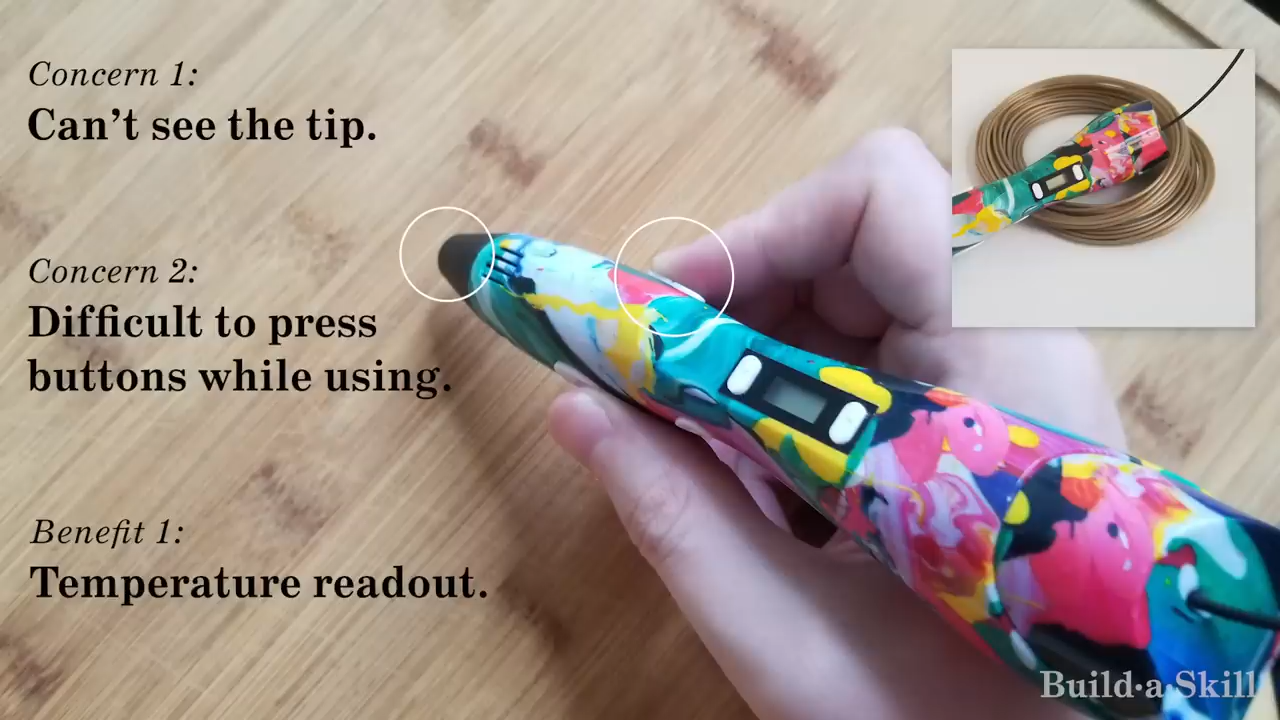 Concern 1:
Can’t see the tip.
Concern 2:
Difficult to press
buttons while using.
Benefit 1:
Temperature readout.
Build·a·Skill